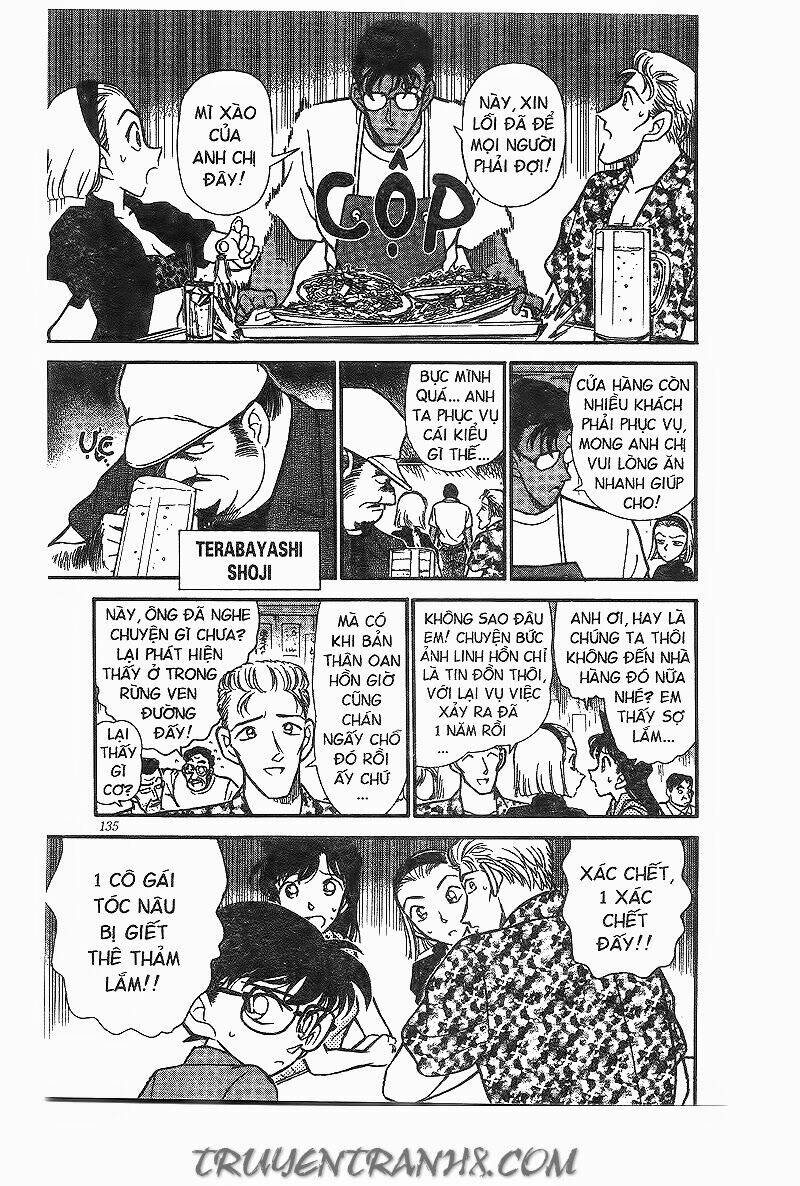 NÀY, XIN
LỖI ĐÃ ĐỂ
MỌI NGƯỜI
PHẢI ĐỢI!
MÌ XÀO
CỦA
ANH CHỊ
ĐÂY!
CỘP
CỬA HÀNG CÒN
NHIỀU KHÁCH
PHẢI PHỤC VỤ,
MONG ANH CHỊ
VUI LÒNG ĂN
NHANH GIÚP
CHO!
BỰC MÌNH
QUÁ... ANH
TA PHỤC VỤ
CÁI KIỂU
GÌ THẾ...
ỰC
TERABAYASHI
SHOJI
ANH ƠI, HAY LÀ
CHÚNG TA THÔI
KHÔNG ĐẾN NHÀ
HÀNG ĐÓ NỮA
NHÉ? EM
THẤY SỢ
LẮM...
KHÔNG SAO ĐÂU
EM! CHUYỆN BỨC
ẢNH LINH HỒN CHỈ
LÀ TIN ĐỒN THÔI,
VỚI LẠI VỤ VIỆC
XẢY RA ĐÃ
1 NĂM RỒI
...
MÀ CÓ
KHI BẢN
THÂN OAN
HỒN GIỜ
CŨNG
CHÁN
NGẤY CHỖ
ĐÓ RỒI
ẤY CHỨ
...
NÀY, ÔNG ĐÃ NGHE
CHUYỆN GÌ CHƯA?
LẠI PHÁT HIỆN
THẤY Ở TRONG
RỪNG VEN
ĐƯỜNG
ĐẤY!
LẠI
THẤY
GÌ
CƠ?
135
XÁC CHẾT,
1 XÁC
CHẾT
ĐẤY!!
1 CÔ GÁI
TÓC NÂU
BỊ GIẾT
THÊ THẢM
LẮM!!
TRUYENTRANH8.COM